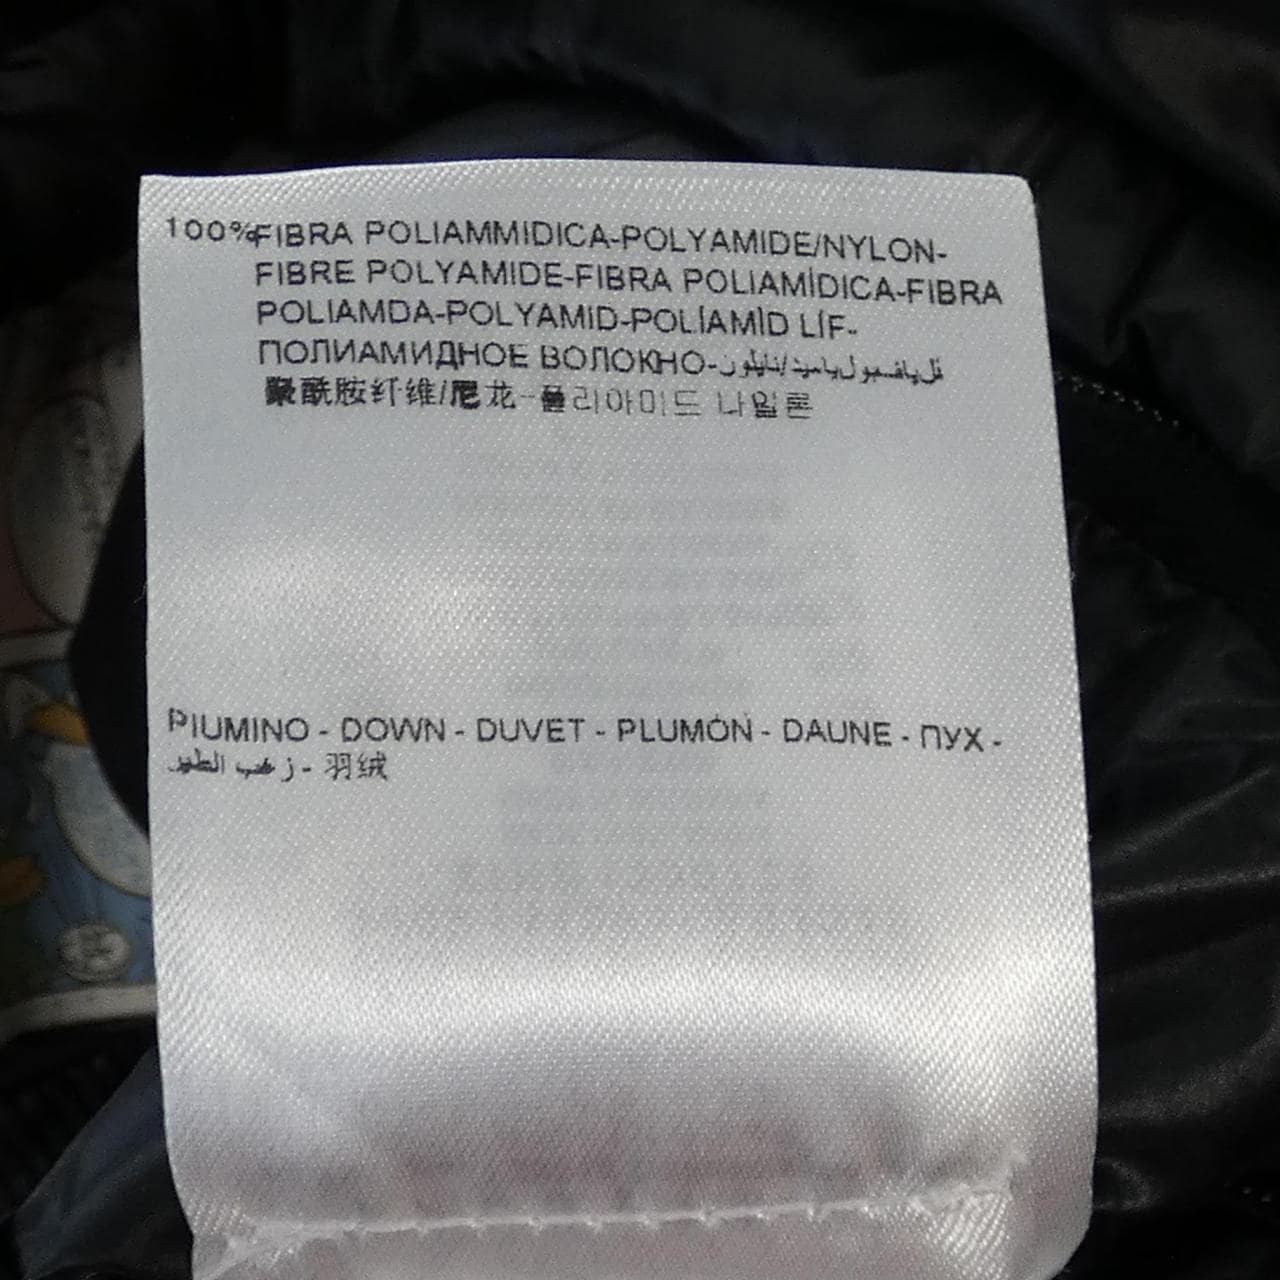 100%FIBRA POLIAMMIDICA-POLYAMIDE/NYLON-
FIBRE POLYAMIDE-FIBRA POLIAMÍDICA-FIBRA
POLIAMDA-POLYAMID-POLİAMİD LİF-
ПОЛИАМИДНОЕ ВОЛОКНО-
聚酰胺纤维/尼龙-폴리아미드 나일론
PIUMINO - DOWN - DUVET - PLUMÓN - DAUNE - ПУХ -
زغب الطير - 羽绒